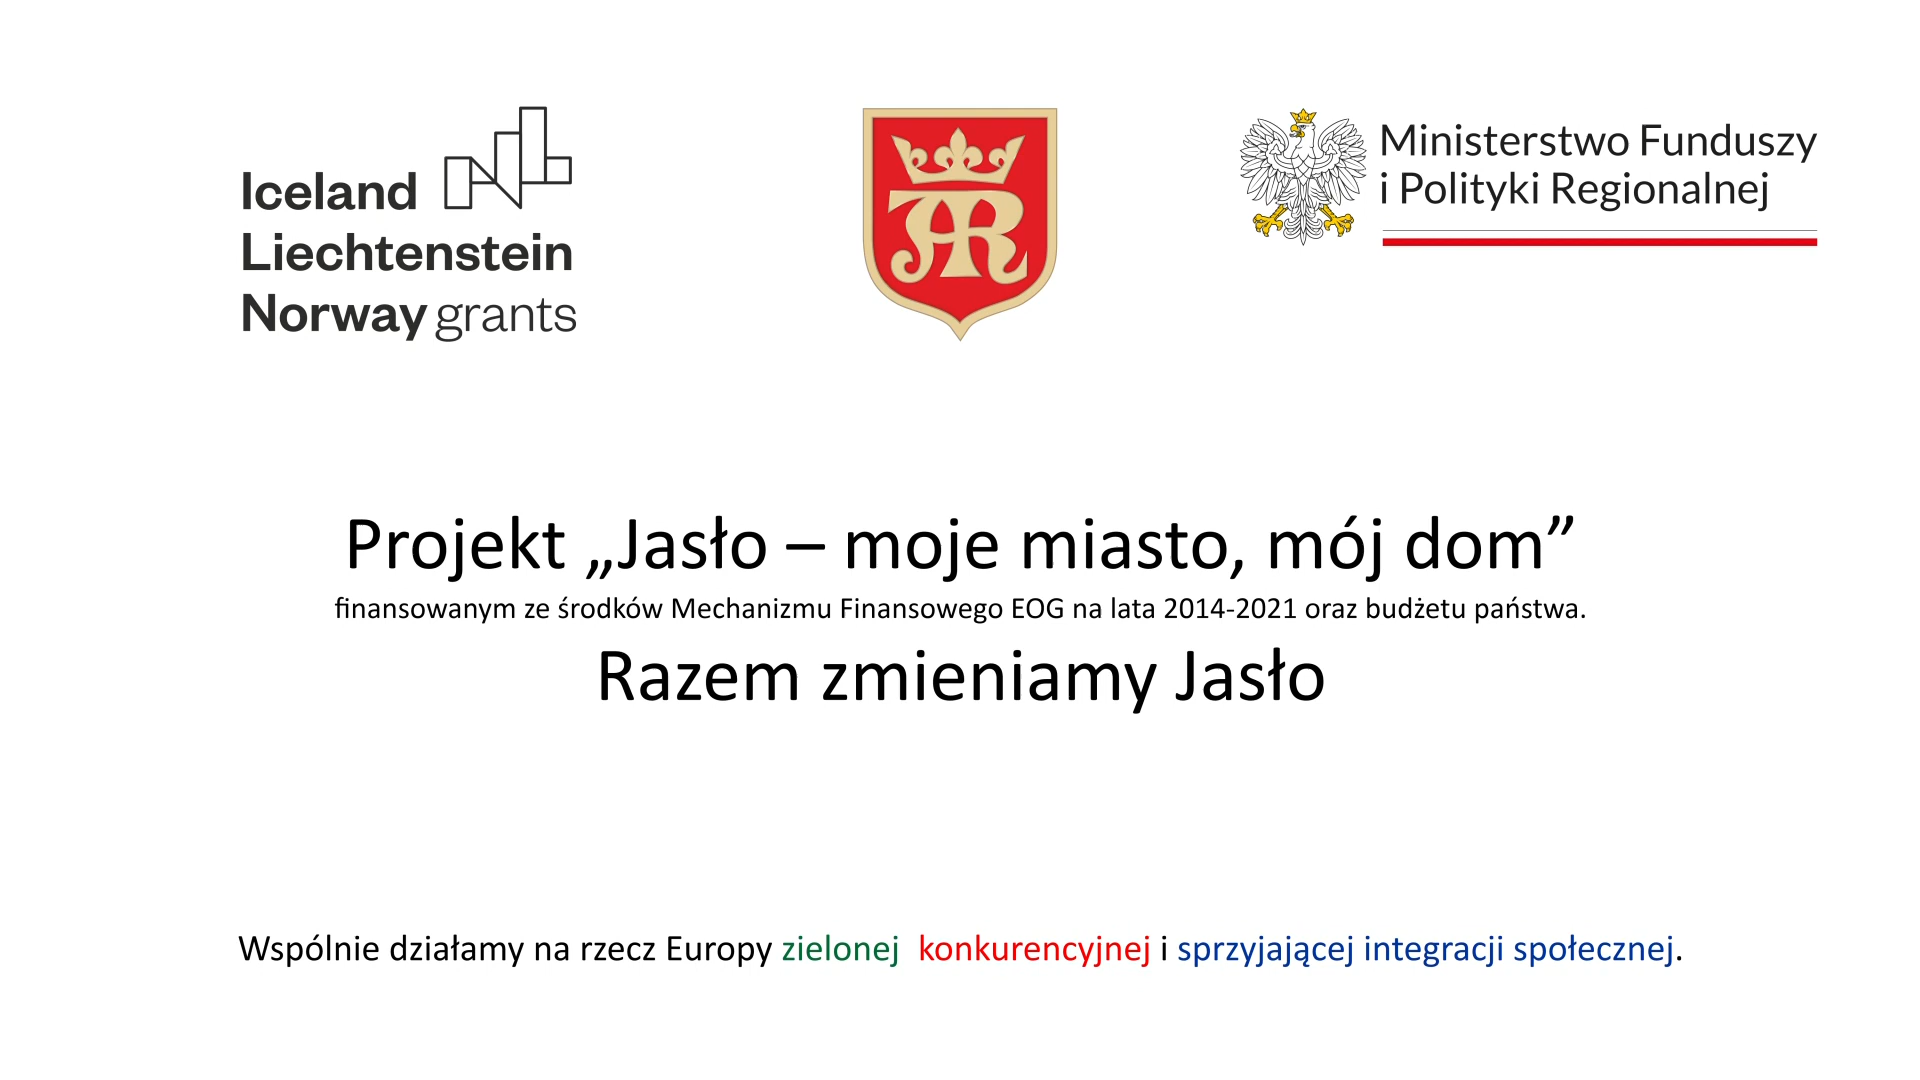 Iceland
Liechtenstein
Norway grants
JAR
Ministerstwo Funduszy
i Polityki Regionalnej
Projekt „Jasło – moje miasto, mój dom”
finansowanym ze środków Mechanizmu Finansowego EOG na lata 2014-2021 oraz budżetu państwa.
Razem zmieniamy Jasło
Wspólnie działamy na rzecz Europy zielonej  konkurencyjnej i sprzyjającej integracji społecznej.